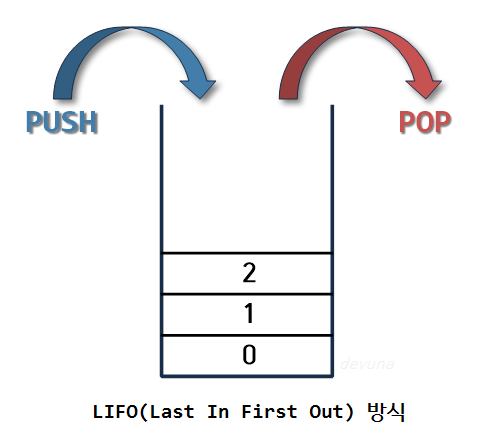 PUSH
POP
2
1
0
devuna
LIFO(Last In First Out) 방식